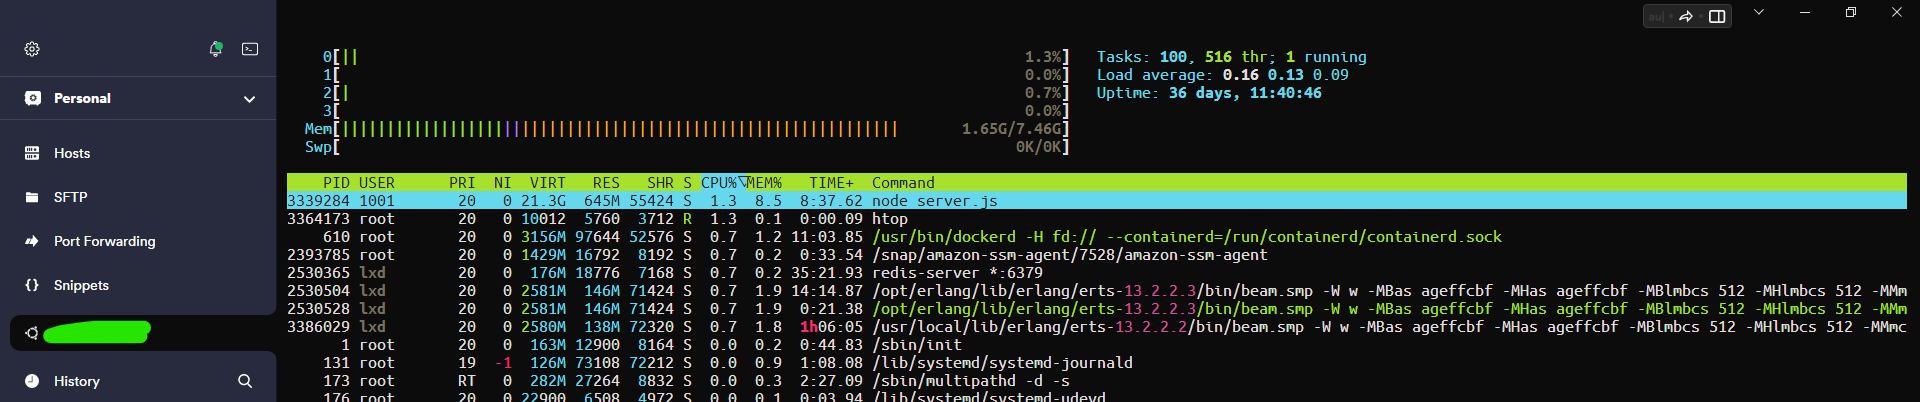 Personal
Hosts
SFTP
Port Forwarding
Snippets
History
0[|| 1.3%] Tasks: 100, 516 thr; 1 running
1[ 0.0%] Load average: 0.16 0.13 0.09
2[| 0.7%] Uptime: 36 days, 11:40:46
3[ 0.0%]
Mem[|||||||||||||||||||||||||||||||||||||||||||||||||||||||||||||| 1.65G/7.46G]
Swp[ 0K/0K]
PID USER PRI NI VIRT RES SHR S CPU%▽MEM% TIME+ Command
3339284 1001 20 0 21.3G 645M 55424 S 1.3 8.5 8:37.62 node server.js
3364173 root 20 0 10012 5760 3712 R 1.3 0.1 0:00.09 htop
610 root 20 0 3156M 97644 52576 S 0.7 1.2 11:03.85 /usr/bin/dockerd -H fd:// --containerd=/run/containerd/containerd.sock
2393785 root 20 0 1429M 16792 8192 S 0.7 0.2 0:33.54 /snap/amazon-ssm-agent/7528/amazon-ssm-agent
2530365 lxd 20 0 176M 18776 7168 S 0.7 0.2 35:21.93 redis-server *:6379
2530504 lxd 20 0 2581M 146M 71424 S 0.7 1.9 14:14.87 /opt/erlang/lib/erlang/erts-13.2.2.3/bin/beam.smp -W w -MBas ageffcbf -MHas ageffcbf -MBlmbcs 512 -MHlmbcs 512 -MMm
2530528 lxd 20 0 2581M 146M 71424 S 0.7 1.9 0:21.38 /opt/erlang/lib/erlang/erts-13.2.2.3/bin/beam.smp -W w -MBas ageffcbf -MHas ageffcbf -MBlmbcs 512 -MHlmbcs 512 -MMm
3386029 lxd 20 0 2580M 138M 72320 S 0.7 1.8 1h06:05 /usr/local/lib/erlang/erts-13.2.2.2/bin/beam.smp -W w -MBas ageffcbf -MHas ageffcbf -MBlmbcs 512 -MHlmbcs 512 -MMmc
1 root 20 0 163M 12900 8164 S 0.0 0.2 0:44.83 /sbin/init
131 root 19 -1 126M 73108 72212 S 0.0 0.9 1:08.08 /lib/systemd/systemd-journald
173 root RT 0 282M 27264 8832 S 0.0 0.3 2:27.09 /sbin/multipathd -d -s
176 root 20 0 22900 6508 4972 S 0.0 0.1 0:03.94 /lib/systemd/systemd-udevd